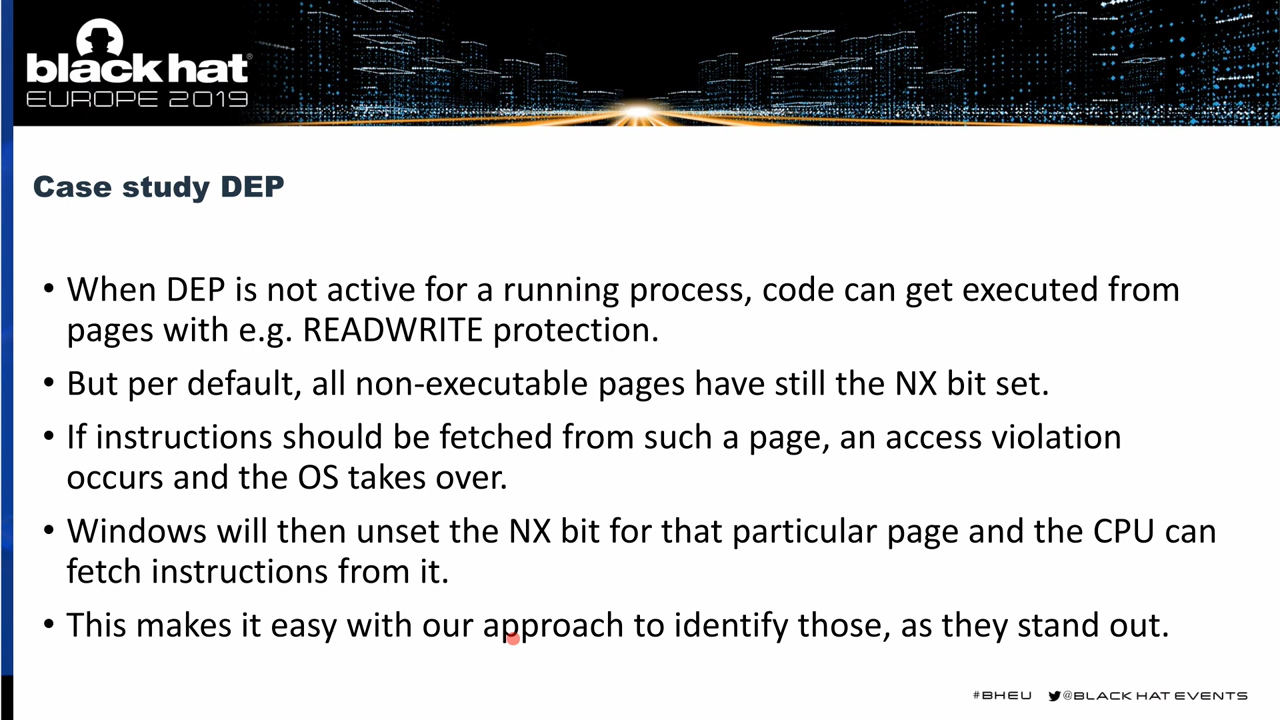 black hat
EUROPE 2019
Case study DEP
• When DEP is not active for a running process, code can get executed from
pages with e.g. READWRITE protection.
• But per default, all non-executable pages have still the NX bit set.
• If instructions should be fetched from such a page, an access violation
occurs and the OS takes over.
• Windows will then unset the NX bit for that particular page and the CPU can
fetch instructions from it.
• This makes it easy with our approach to identify those, as they stand out.
#BHEU @BLACK HAT EVENTS